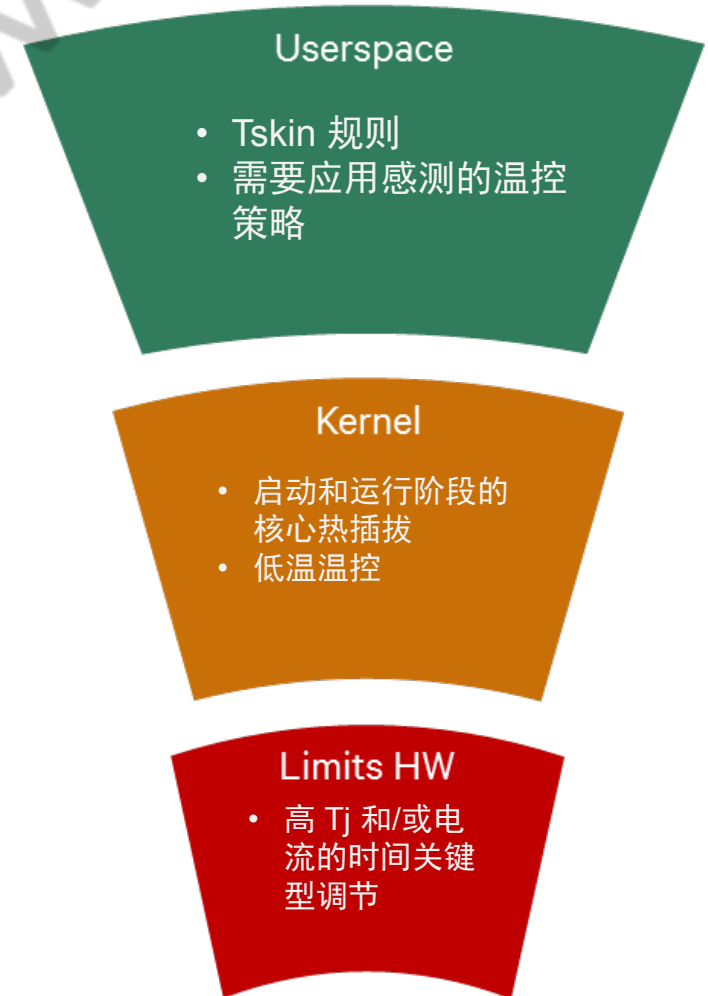 Userspace
• Tskin 规则
• 需要应用感测的温控
策略
Kernel
• 启动和运行阶段的
核心热插拔
• 低温温控
Limits HW
• 高 Tj 和/或电
流的时间关键
型调节